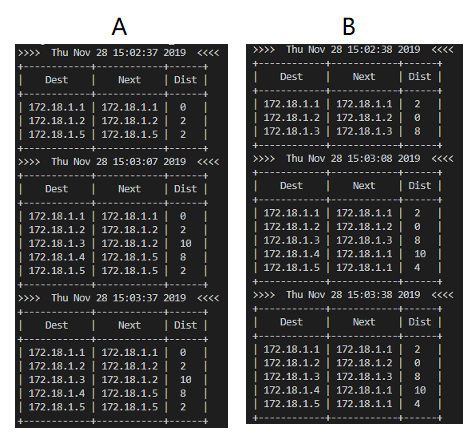 A
>>>> Thu Nov 28 15:02:37 2019 <<<<
+------------+------------+------+
| Dest | Next | Dist |
+------------+------------+------+
| 172.18.1.1 | 172.18.1.1 | 0 |
| 172.18.1.2 | 172.18.1.2 | 2 |
| 172.18.1.5 | 172.18.1.5 | 2 |
+------------+------------+------+
>>>> Thu Nov 28 15:03:07 2019 <<<<
+------------+------------+------+
| Dest | Next | Dist |
+------------+------------+------+
| 172.18.1.1 | 172.18.1.1 | 0 |
| 172.18.1.2 | 172.18.1.2 | 2 |
| 172.18.1.3 | 172.18.1.2 | 10 |
| 172.18.1.4 | 172.18.1.5 | 8 |
| 172.18.1.5 | 172.18.1.5 | 2 |
+------------+------------+------+
>>>> Thu Nov 28 15:03:37 2019 <<<<
+------------+------------+------+
| Dest | Next | Dist |
+------------+------------+------+
| 172.18.1.1 | 172.18.1.1 | 0 |
| 172.18.1.2 | 172.18.1.2 | 2 |
| 172.18.1.3 | 172.18.1.2 | 10 |
| 172.18.1.4 | 172.18.1.5 | 8 |
| 172.18.1.5 | 172.18.1.5 | 2 |
+------------+------------+------+
B
>>>> Thu Nov 28 15:02:38 2019 <<<<
+------------+------------+------+
| Dest | Next | Dist |
+------------+------------+------+
| 172.18.1.1 | 172.18.1.1 | 2 |
| 172.18.1.2 | 172.18.1.2 | 0 |
| 172.18.1.3 | 172.18.1.3 | 8 |
+------------+------------+------+
>>>> Thu Nov 28 15:03:08 2019 <<<<
+------------+------------+------+
| Dest | Next | Dist |
+------------+------------+------+
| 172.18.1.1 | 172.18.1.1 | 2 |
| 172.18.1.2 | 172.18.1.2 | 0 |
| 172.18.1.3 | 172.18.1.3 | 8 |
| 172.18.1.4 | 172.18.1.1 | 10 |
| 172.18.1.5 | 172.18.1.1 | 4 |
+------------+------------+------+
>>>> Thu Nov 28 15:03:38 2019 <<<<
+------------+------------+------+
| Dest | Next | Dist |
+------------+------------+------+
| 172.18.1.1 | 172.18.1.1 | 2 |
| 172.18.1.2 | 172.18.1.2 | 0 |
| 172.18.1.3 | 172.18.1.3 | 8 |
| 172.18.1.4 | 172.18.1.1 | 10 |
| 172.18.1.5 | 172.18.1.1 | 4 |
+------------+------------+------+